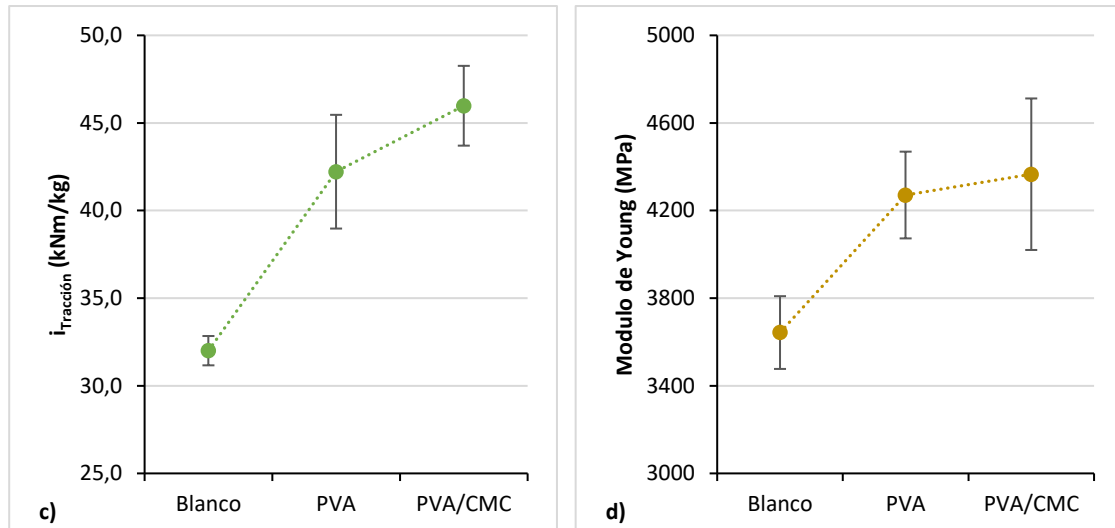 50,0
45,0
40,0
35,0
30,0
25,0
i Tracción (kNm/kg)
Blanco PVA PVA/CMC
c)
5000
4600
4200
3800
3400
3000
Modulo de Young (MPa)
Blanco PVA PVA/CMC
d)